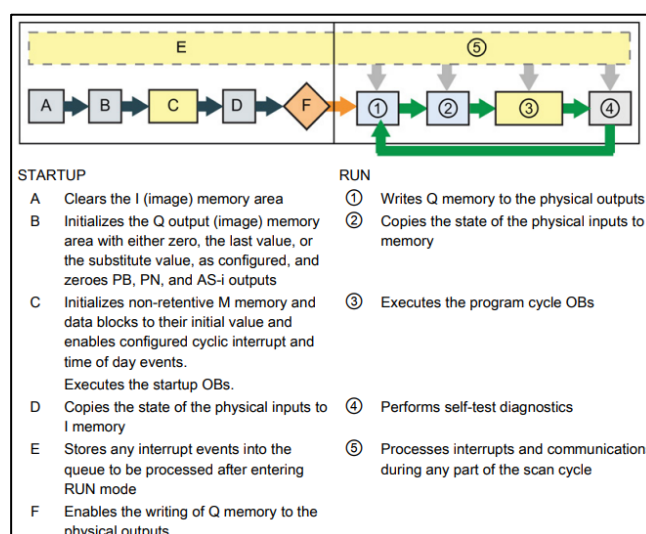 E ⑤
A B C D F ① ② ③ ④
STARTUP RUN
A Clears the I (image) memory area ① Writes Q memory to the physical outputs
B Initializes the Q output (image) memory ② Copies the state of the physical inputs to
area with either zero, the last value, or memory
the substitute value, as configured, and
zeroes PB, PN, and AS-i outputs
C Initializes non-retentive M memory and ③ Executes the program cycle OBs
data blocks to their initial value and
enables configured cyclic interrupt and
time of day events.
Executes the startup OBs.
D Copies the state of the physical inputs to ④ Performs self-test diagnostics
I memory
E Stores any interrupt events into the ⑤ Processes interrupts and communication
queue to be processed after entering during any part of the scan cycle
RUN mode
F Enables the writing of Q memory to the
physical outputs